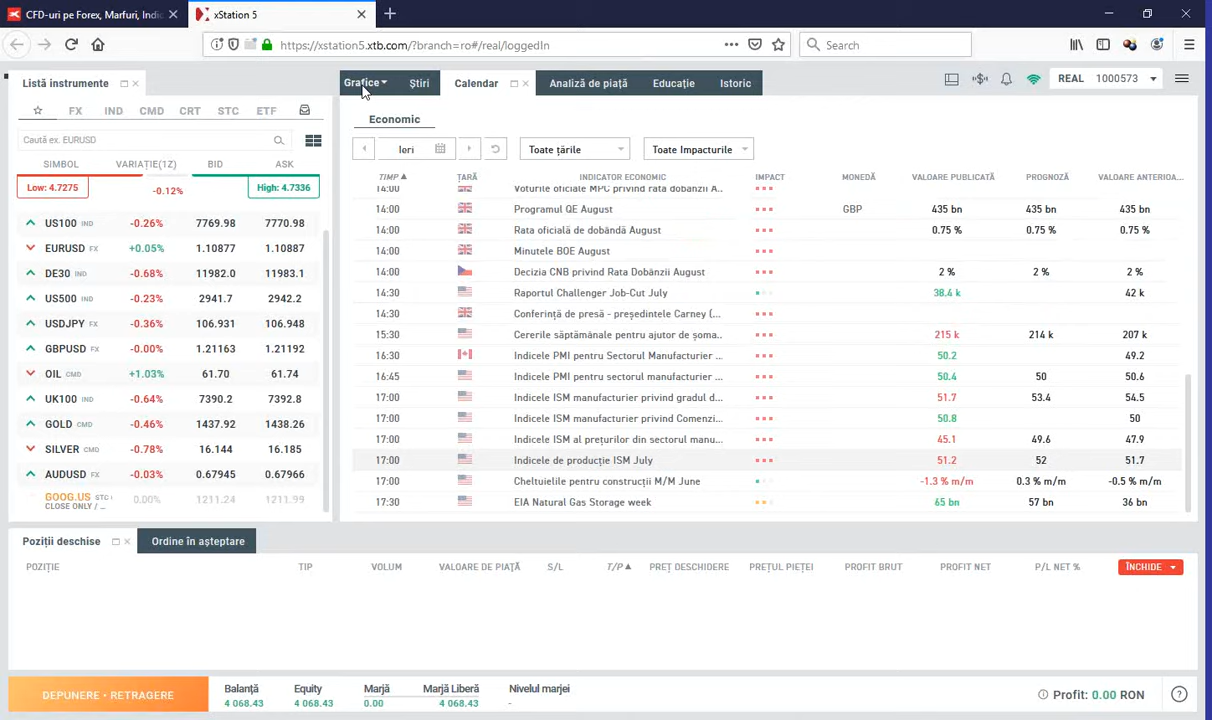 CFD-uri pe Forex, Marfuri, Indic
xStation 5
https://xstation5.xtb.com/?branch=ro#/real/loggedIn
Search
Listă instrumente
Grafice
Știri
Calendar
Analiză de piață
Educație
Istoric
REAL 1000573
FX IND CMD CRT STC ETF
Economic
Caută ex. EURUSD
Ieri
Toate țările
Toate Impacturile
SIMBOL VARIAȚIE(1Z) BID ASK
TIMP ȚARĂ INDICATOR ECONOMIC IMPACT MONEDĂ VALOARE PUBLICATĂ PROGNOZĂ VALOARE ANTERIOA...
Low: 4.7275 -0.12% High: 4.7336
US100 IND -0.26% 7769.98 7770.98
EURUSD FX +0.05% 1.10877 1.10887
DE30 IND -0.68% 11982.0 11983.1
US500 IND -0.23% 2941.7 2942.2
USDJPY FX -0.36% 106.931 106.948
GBPUSD FX -0.00% 1.21163 1.21192
OIL CMD +1.03% 61.70 61.74
UK100 IND -0.64% 7390.2 7392.8
GOLD CMD -0.46% 1437.92 1438.26
SILVER CMD -0.78% 16.144 16.185
AUDUSD FX -0.03% 0.67945 0.67966
GOOG.US STC 0.00% 1211.24 1211.99
CLOSE ONLY / ...
14:00 Voturile oficiale MPC privind rata dobânzii A..
14:00 Programul QE August GBP 435 bn 435 bn 435 bn
14:00 Rata oficială de dobândă August 0.75 % 0.75 % 0.75 %
14:00 Minutele BOE August
14:00 Decizia CNB privind Rata Dobânzii August 2 % 2 % 2 %
14:30 Raportul Challenger Job-Cut July 38.4 k 42 k
14:30 Conferința de presă - președintele Carney (...
15:30 Cererile săptămânale pentru ajutor de șoma.. 215 k 214 k 207 k
16:30 Indicele PMI pentru Sectorul Manufacturier ... 50.2 49.2
16:45 Indicele PMI pentru sectorul manufacturier ... 50.4 50 50.6
17:00 Indicele ISM manufacturier privind gradul d... 51.7 53.4 54.5
17:00 Indicele ISM manufacturier privind Comenzi... 50.8 50
17:00 Indicele ISM al prețurilor din sectorul manu... 45.1 49.6 47.9
17:00 Indicele de producție ISM July 51.2 52 51.7
17:00 Cheltuielile pentru construcții M/M June -1.3 % m/m 0.3 % m/m -0.5 % m/m
17:30 EIA Natural Gas Storage week 65 bn 57 bn 36 bn
Poziții deschise
Ordine în așteptare
POZIȚIE TIP VOLUM VALOARE DE PIAȚĂ S/L T/P PREȚ DESCHIDERE PREȚUL PIEȚEI PROFIT BRUT PROFIT NET P/L NET % ÎNCHIDE
DEPUNERE • RETRAGERE
Balanță Equity Marjă Marjă Liberă Nivelul marjei
4 068.43 4 068.43 0.00 4 068.43 -
Profit: 0.00 RON